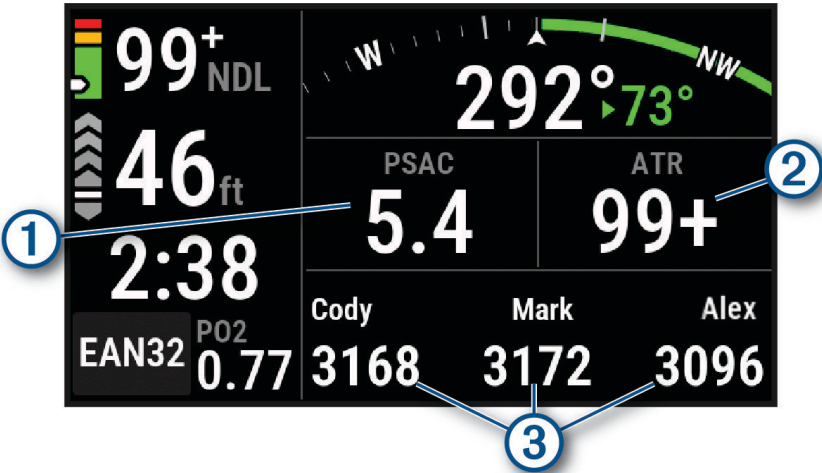 99+ NDL
46 ft
2:38
EAN32
PO2
0.77
W
NW
292° ▸73°
PSAC
5.4
ATR
99+
Cody Mark Alex
3168 3172 3096
1
2
3